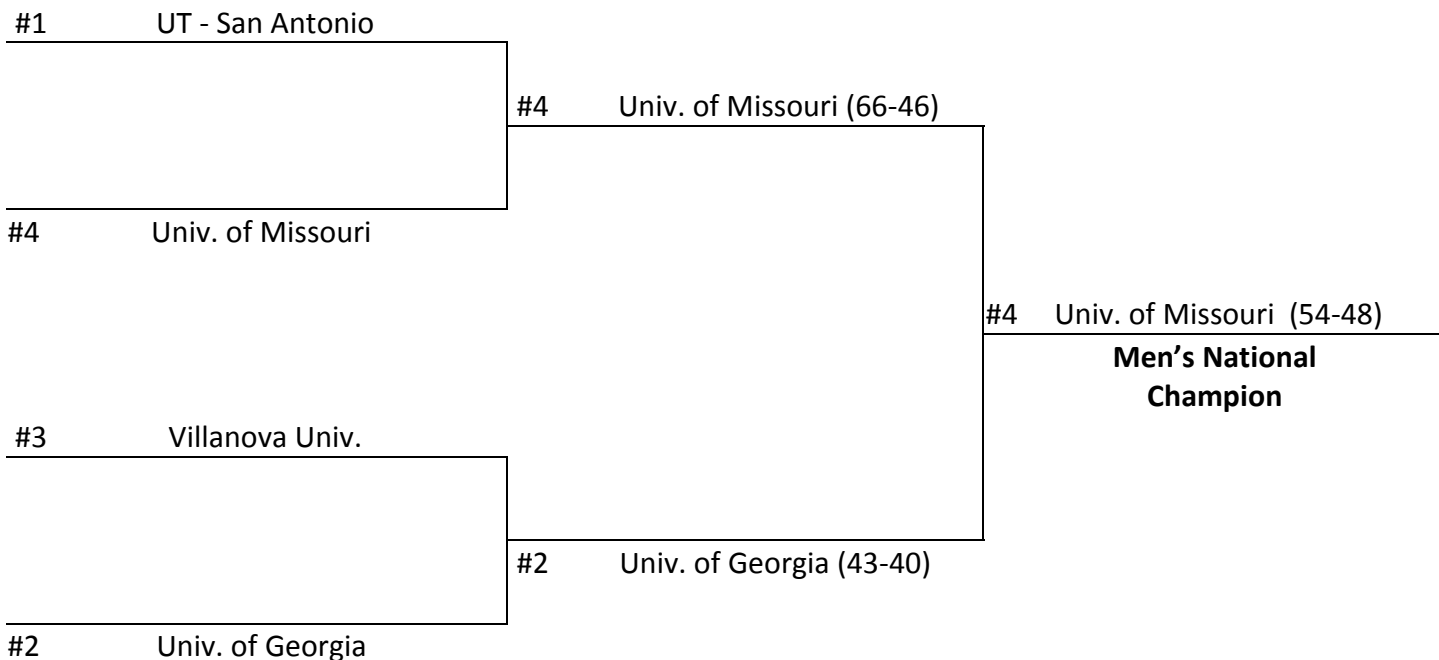 #1 UT - San Antonio
#4 Univ. of Missouri (66-46)
#4 Univ. of Missouri
#4 Univ. of Missouri (54-48)
Men’s National
Champion
#3 Villanova Univ.
#2 Univ. of Georgia (43-40)
#2 Univ. of Georgia